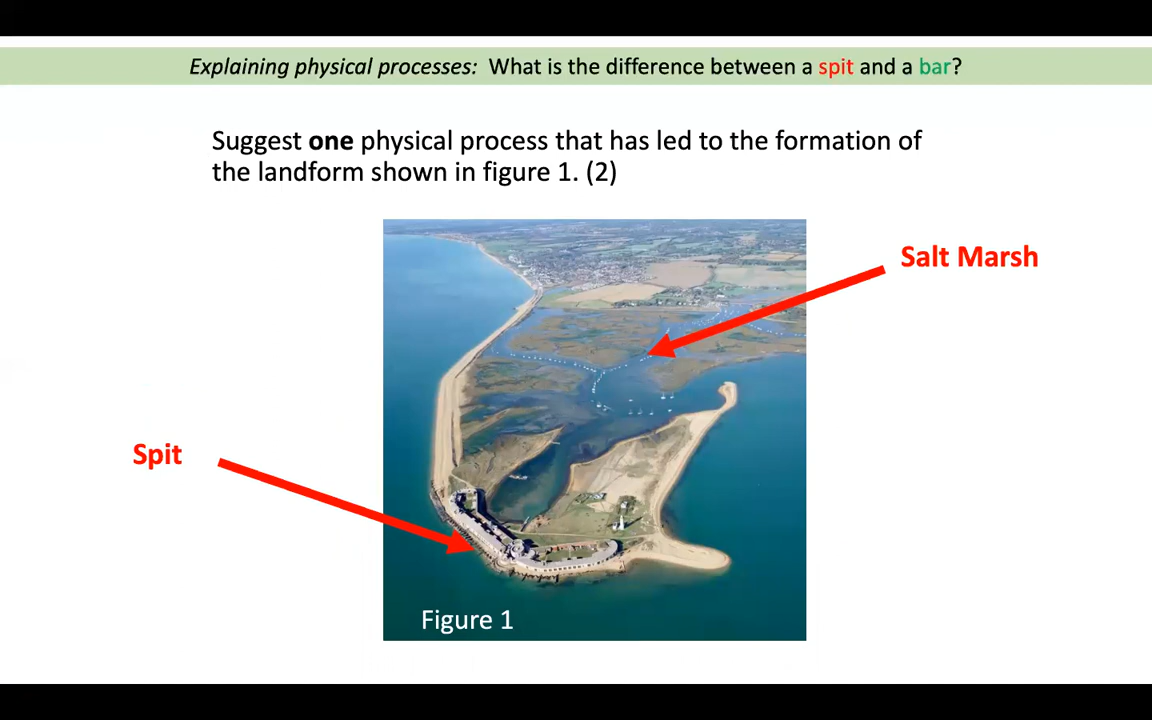 Explaining physical processes: What is the difference between a spit and a bar?
Suggest one physical process that has led to the formation of
the landform shown in figure 1. (2)
Salt Marsh
Spit
Figure 1